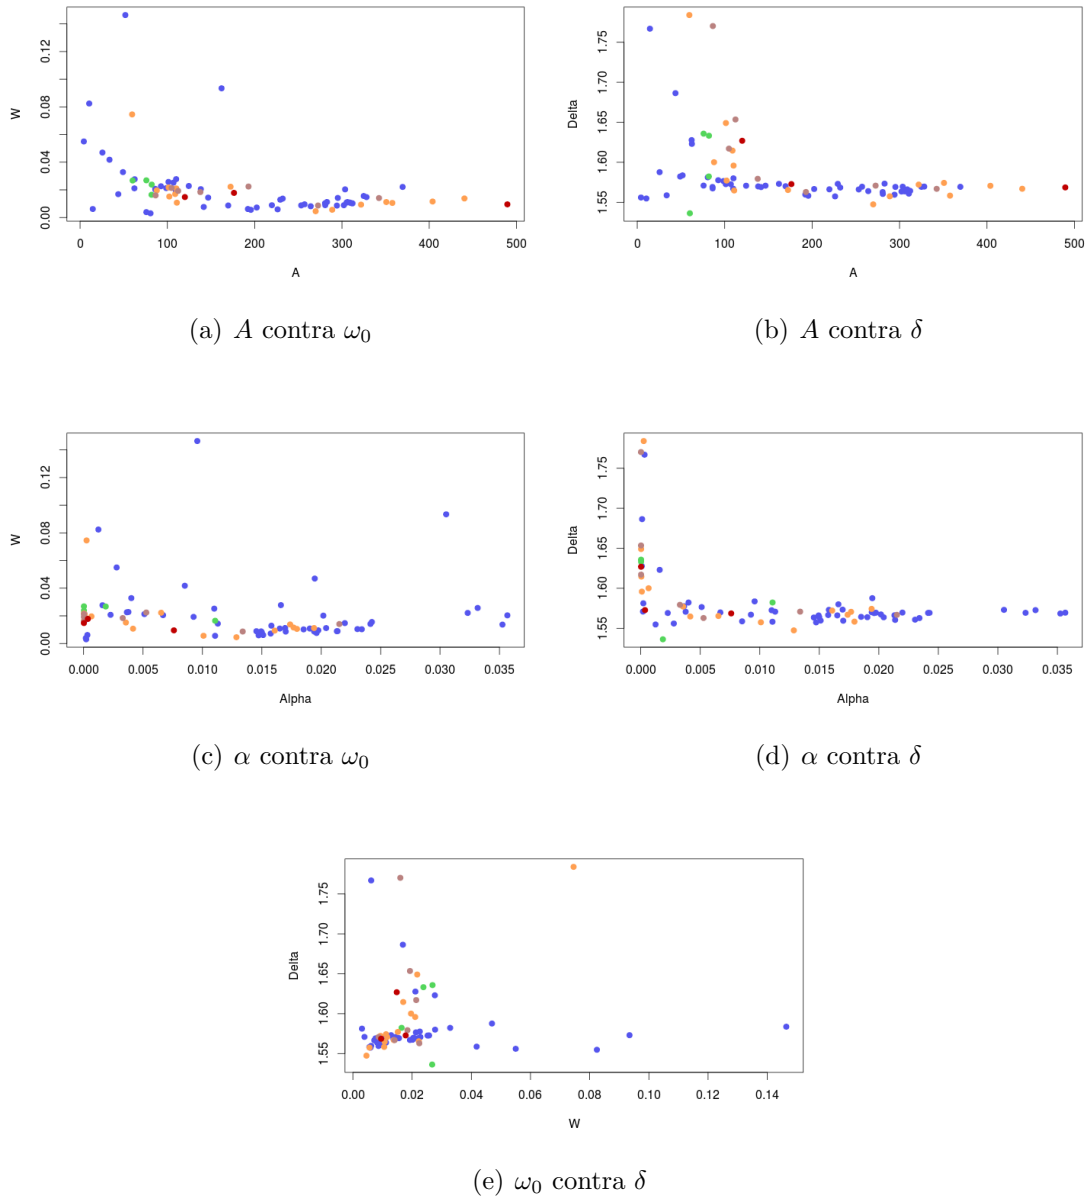 0.12
0.08
0.04
0.00
W
0 100 200 300 400 500
A
1.75
1.70
1.65
1.60
1.55
Delta
0 100 200 300 400 500
A
(a) A contra ω₀
(b) A contra δ
0.12
0.08
0.04
0.00
W
0.000 0.005 0.010 0.015 0.020 0.025 0.030 0.035
Alpha
1.75
1.70
1.65
1.60
1.55
Delta
0.000 0.005 0.010 0.015 0.020 0.025 0.030 0.035
Alpha
(c) α contra ω₀
(d) α contra δ
1.75
1.70
1.65
1.60
1.55
Delta
0.00 0.02 0.04 0.06 0.08 0.10 0.12 0.14
W
(e) ω₀ contra δ